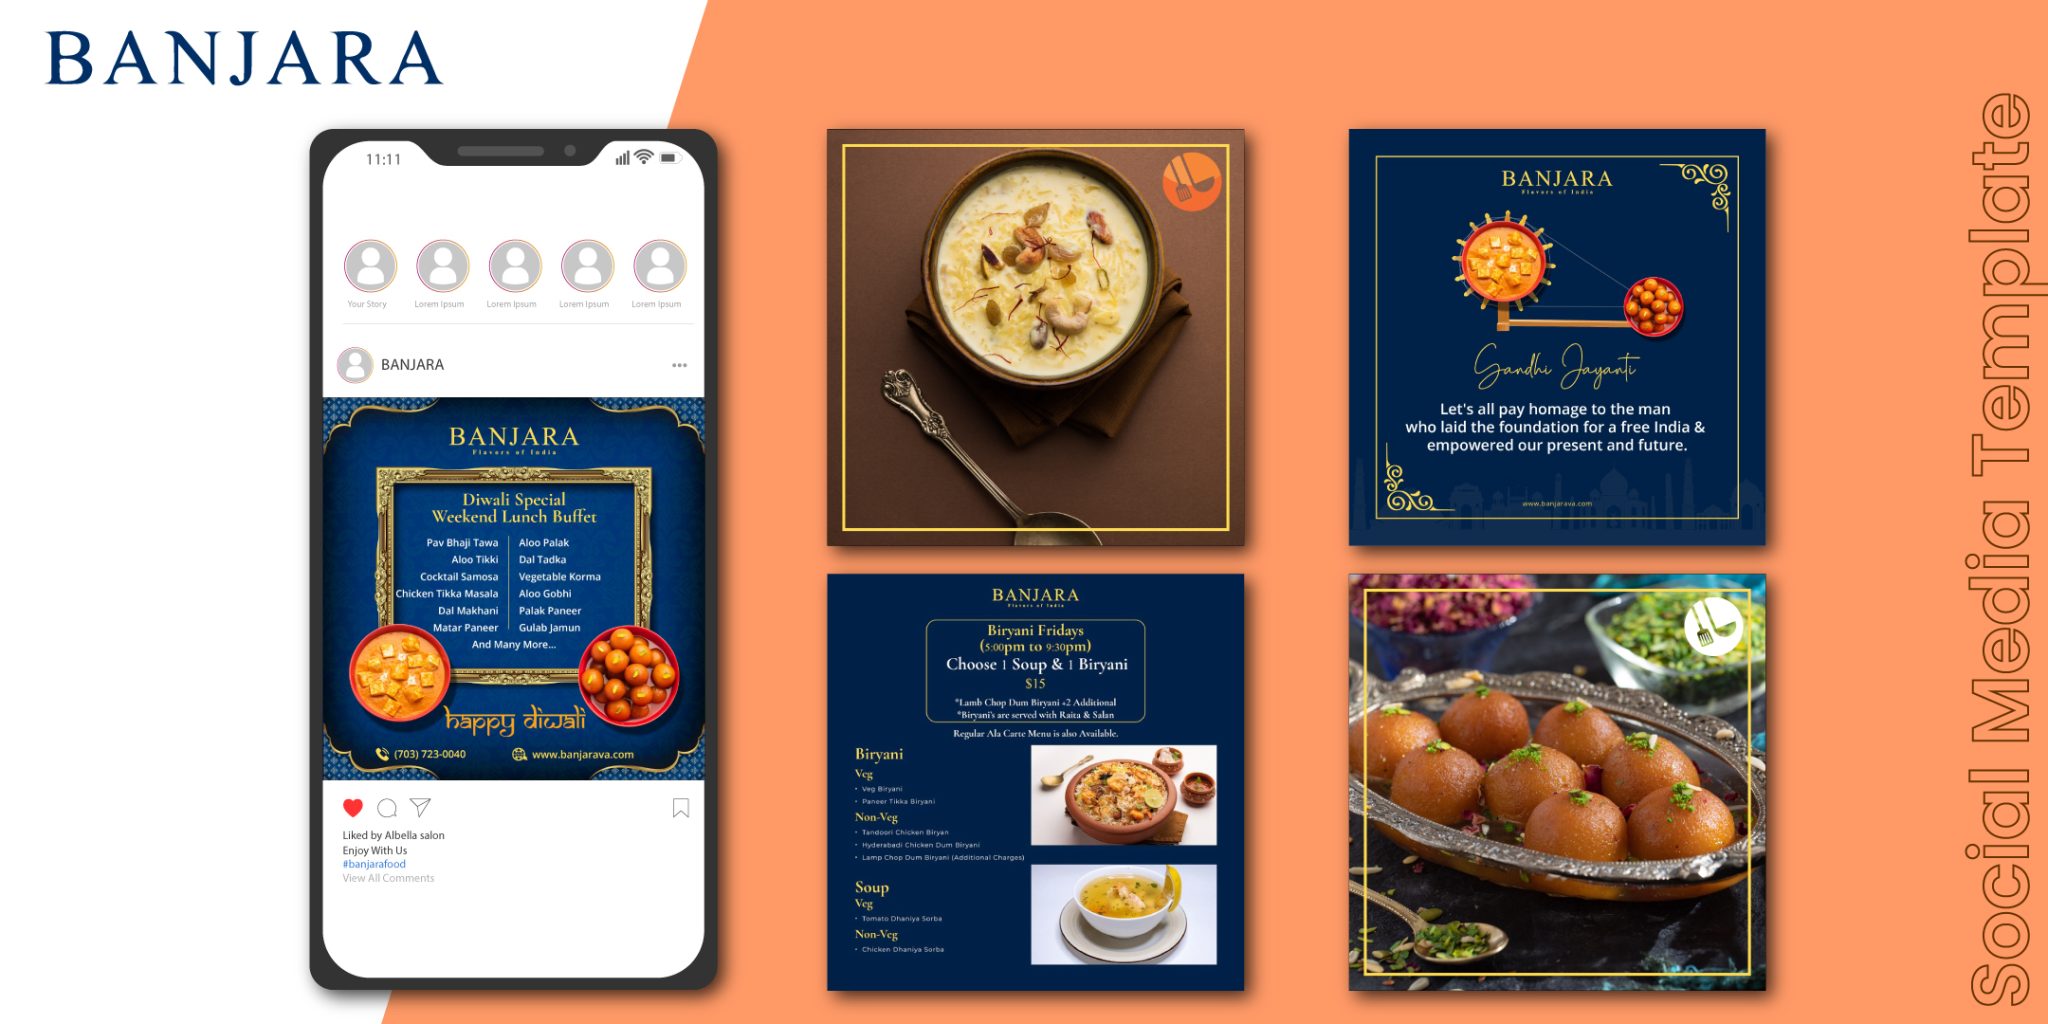 BANJARA
11:11
Your Story
Lorem Ipsum
Lorem Ipsum
Lorem Ipsum
Lorem Ipsum
BANJARA
BANJARA
Flavors of India
Diwali Special
Weekend Lunch Buffet
Pav Bhaji Tawa
Aloo Tikki
Cocktail Samosa
Chicken Tikka Masala
Dal Makhani
Matar Paneer
Aloo Palak
Dal Tadka
Vegetable Korma
Aloo Gobhi
Palak Paneer
Gulab Jamun
And Many More...
happy diwali
(703) 723-0040
www.banjarava.com
Liked by Albella salon
Enjoy With Us
#banjarafood
View All Comments
BANJARA
Flavors of India
Gandhi Jayanti
Let's all pay homage to the man
who laid the foundation for a free India &
empowered our present and future.
www.banjarava.com
BANJARA
Flavors of India
Biryani Fridays
(5:00pm to 9:30pm)
Choose 1 Soup & 1 Biryani
$15
*Lamb Chop Dum Biryani +2 Additional
*Biryani's are served with Raita & Salan
Regular Ala Carte Menu is also Available.
Biryani
Veg
• Veg Biryani
• Paneer Tikka Biryani
Non-Veg
• Tandoori Chicken Biryan
• Hyderabadi Chicken Dum Biryani
• Lamp Chop Dum Biryani (Additional Charges)
Soup
Veg
• Tomato Dhaniya Sorba
Non-Veg
• Chicken Dhaniya Sorba
Social Media Template